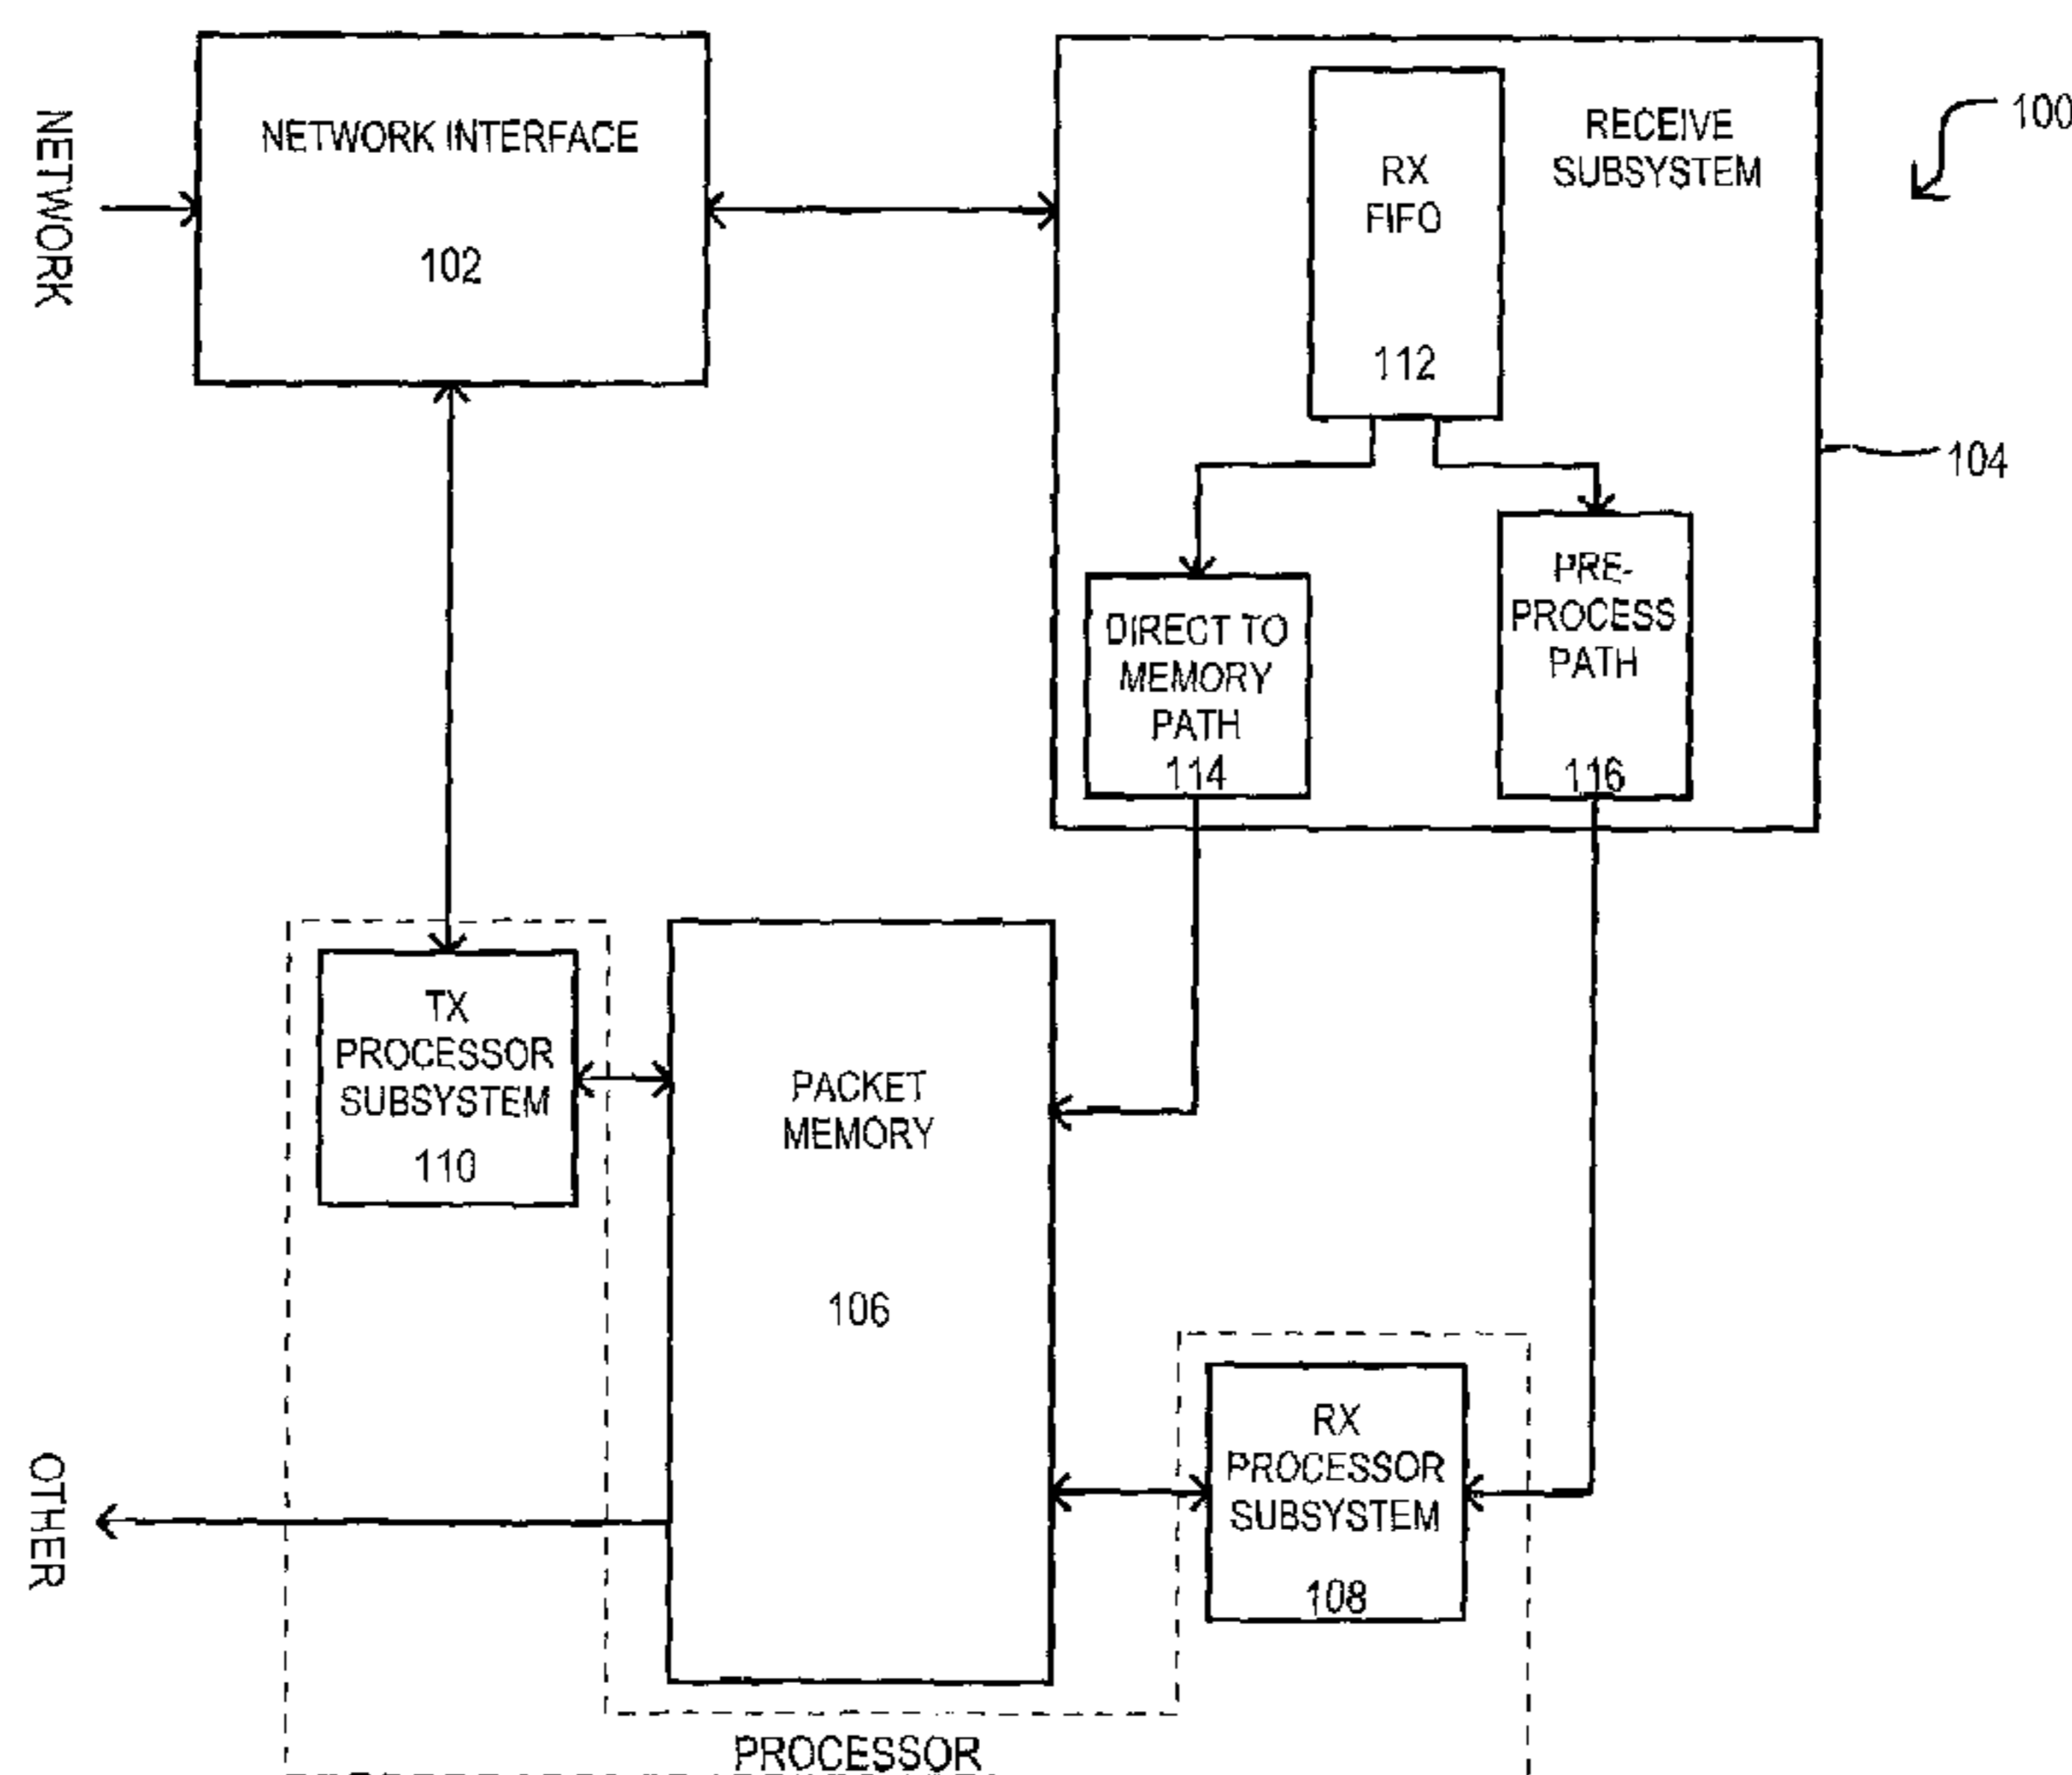 NETWORK
NETWORK INTERFACE
102
RECEIVE
SUBSYSTEM
RX
FIFO
112
100
104
DIRECT TO
MEMORY
PATH
114
PRE-
PROCESS
PATH
116
TX
PROCESSOR
SUBSYSTEM
110
PACKET
MEMORY
106
RX
PROCESSOR
SUBSYSTEM
108
OTHER
PROCESSOR